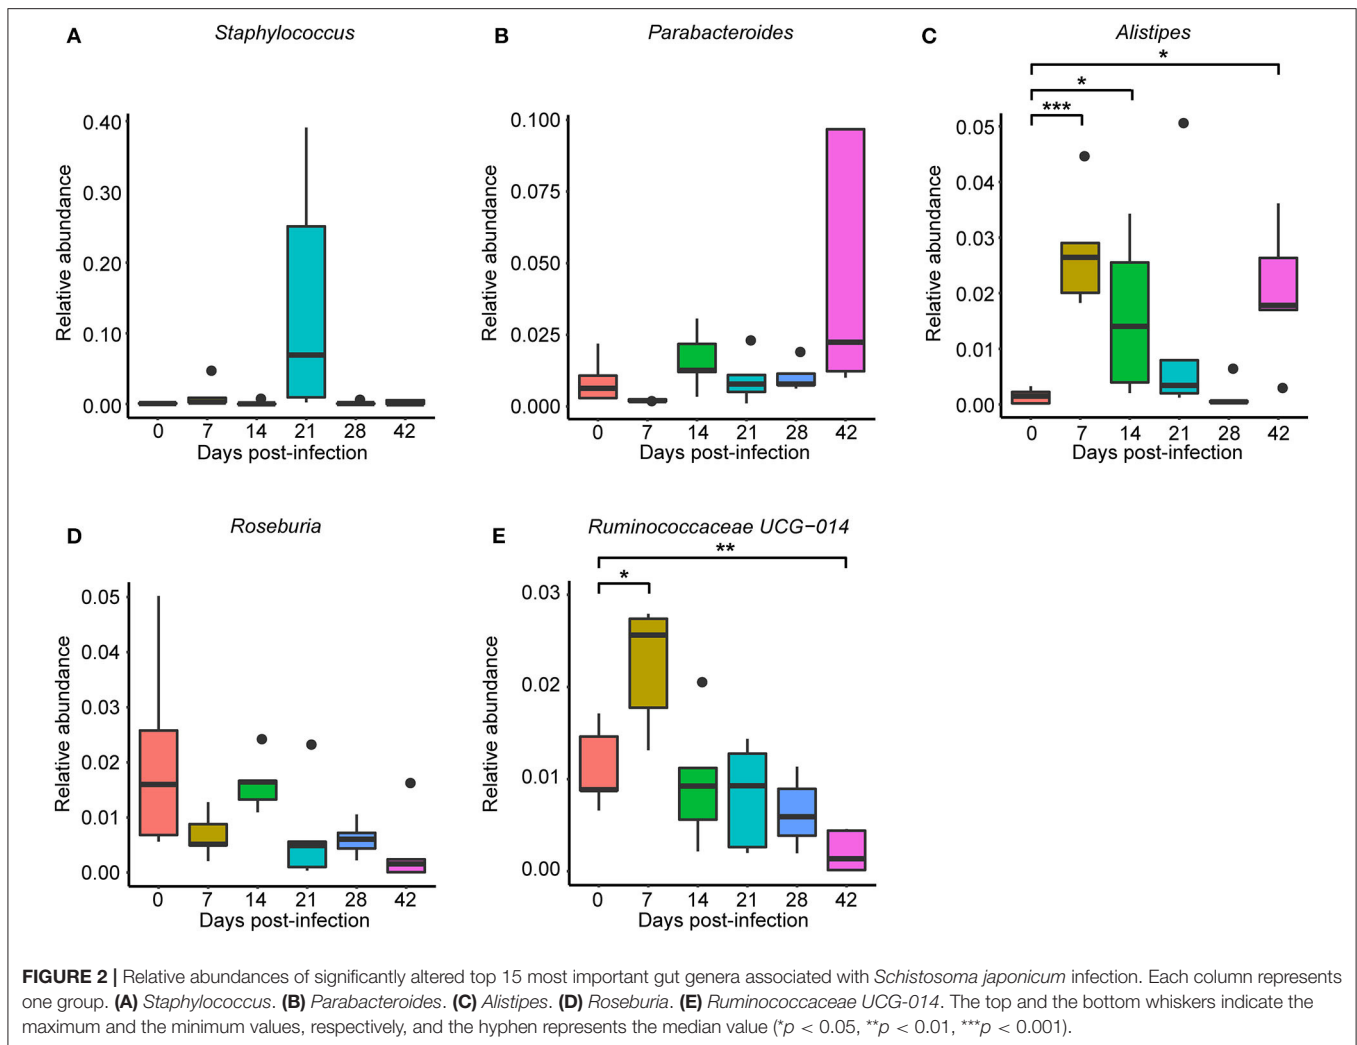 A
Staphylococcus
Relative abundance
0.40
0.30
0.20
0.10
0.00
0 7 14 21 28 42
Days post-infection
B
Parabacteroides
Relative abundance
0.100
0.075
0.050
0.025
0.000
0 7 14 21 28 42
Days post-infection
C
Alistipes
*
*
***
Relative abundance
0.05
0.04
0.03
0.02
0.01
0.00
0 7 14 21 28 42
Days post-infection
D
Roseburia
Relative abundance
0.05
0.04
0.03
0.02
0.01
0.00
0 7 14 21 28 42
Days post-infection
E
Ruminococcaceae UCG−014
**
*
Relative abundance
0.03
0.02
0.01
0.00
0 7 14 21 28 42
Days post-infection
FIGURE 2 | Relative abundances of significantly altered top 15 most important gut genera associated with Schistosoma japonicum infection. Each column represents
one group. (A) Staphylococcus. (B) Parabacteroides. (C) Alistipes. (D) Roseburia. (E) Ruminococcaceae UCG-014. The top and the bottom whiskers indicate the
maximum and the minimum values, respectively, and the hyphen represents the median value (*p < 0.05, **p < 0.01, ***p < 0.001).